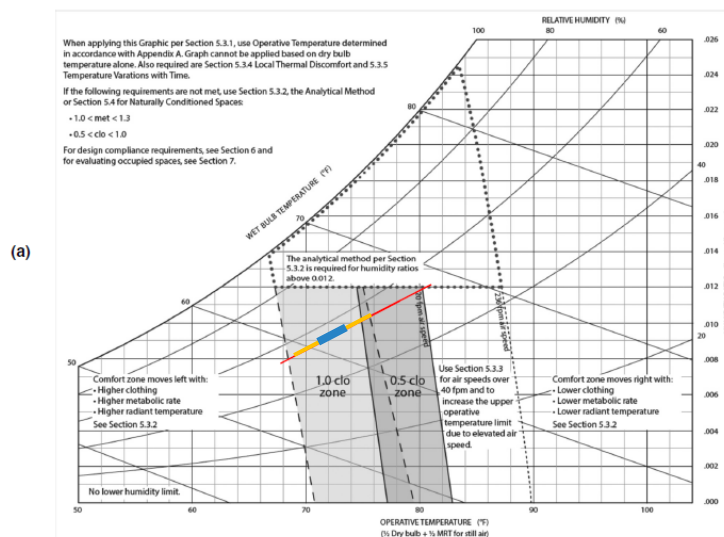 RELATIVE HUMIDITY (%)
100
80
60
When applying this Graphic per Section 5.3.1, use Operative Temperature determined
in accordance with Appendix A. Graph cannot be applied based on dry bulb
temperature alone. Also required are Section 5.3.4 Local Thermal Discomfort and 5.3.5
Temperature Varations with Time.
If the following requirements are not met, use Section 5.3.2, the Analytical Method
or Section 5.4 for Naturally Conditioned Spaces:
• 1.0 < met < 1.3
• 0.5 < clo < 1.0
For design compliance requirements, see Section 6 and
for evaluating occupied spaces, see Section 7.
.026
.024
.022
.020
.018
.016
.014
.012
.010
.008
.006
.004
.002
.000
40
20
80
70
60
50
WET BULB TEMPERATURE (°F)
(a)
The analytical method per Section
5.3.2 is required for humidity ratios
above 0.012.
fpm air speed
fpm air speed
Comfort zone moves left with:
• Higher clothing
• Higher metabolic rate
• Higher radiant temperature
See Section 5.3.2
1.0 clo
zone
0.5 clo
zone
Use Section 5.3.3
for air speeds over
40 fpm and to
increase the upper
operative
temperature limit
due to elevated air
speed.
Comfort zone moves right with:
• Lower clothing
• Lower metabolic rate
• Lower radiant temperature
See Section 5.3.2
No lower humidity limit.
50
60
70
80
90
100
OPERATIVE TEMPERATURE (°F)
(½ Dry bulb + ½ MRT for still air)